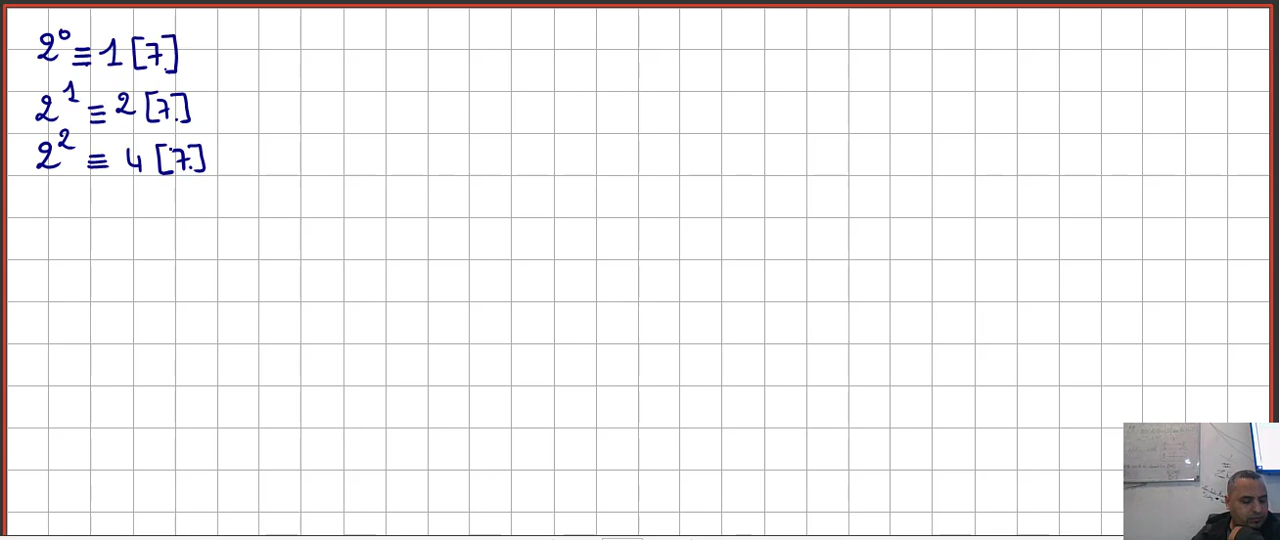 2⁰ ≡ 1 [7]
2¹ ≡ 2 [7]
2² ≡ 4 [7]